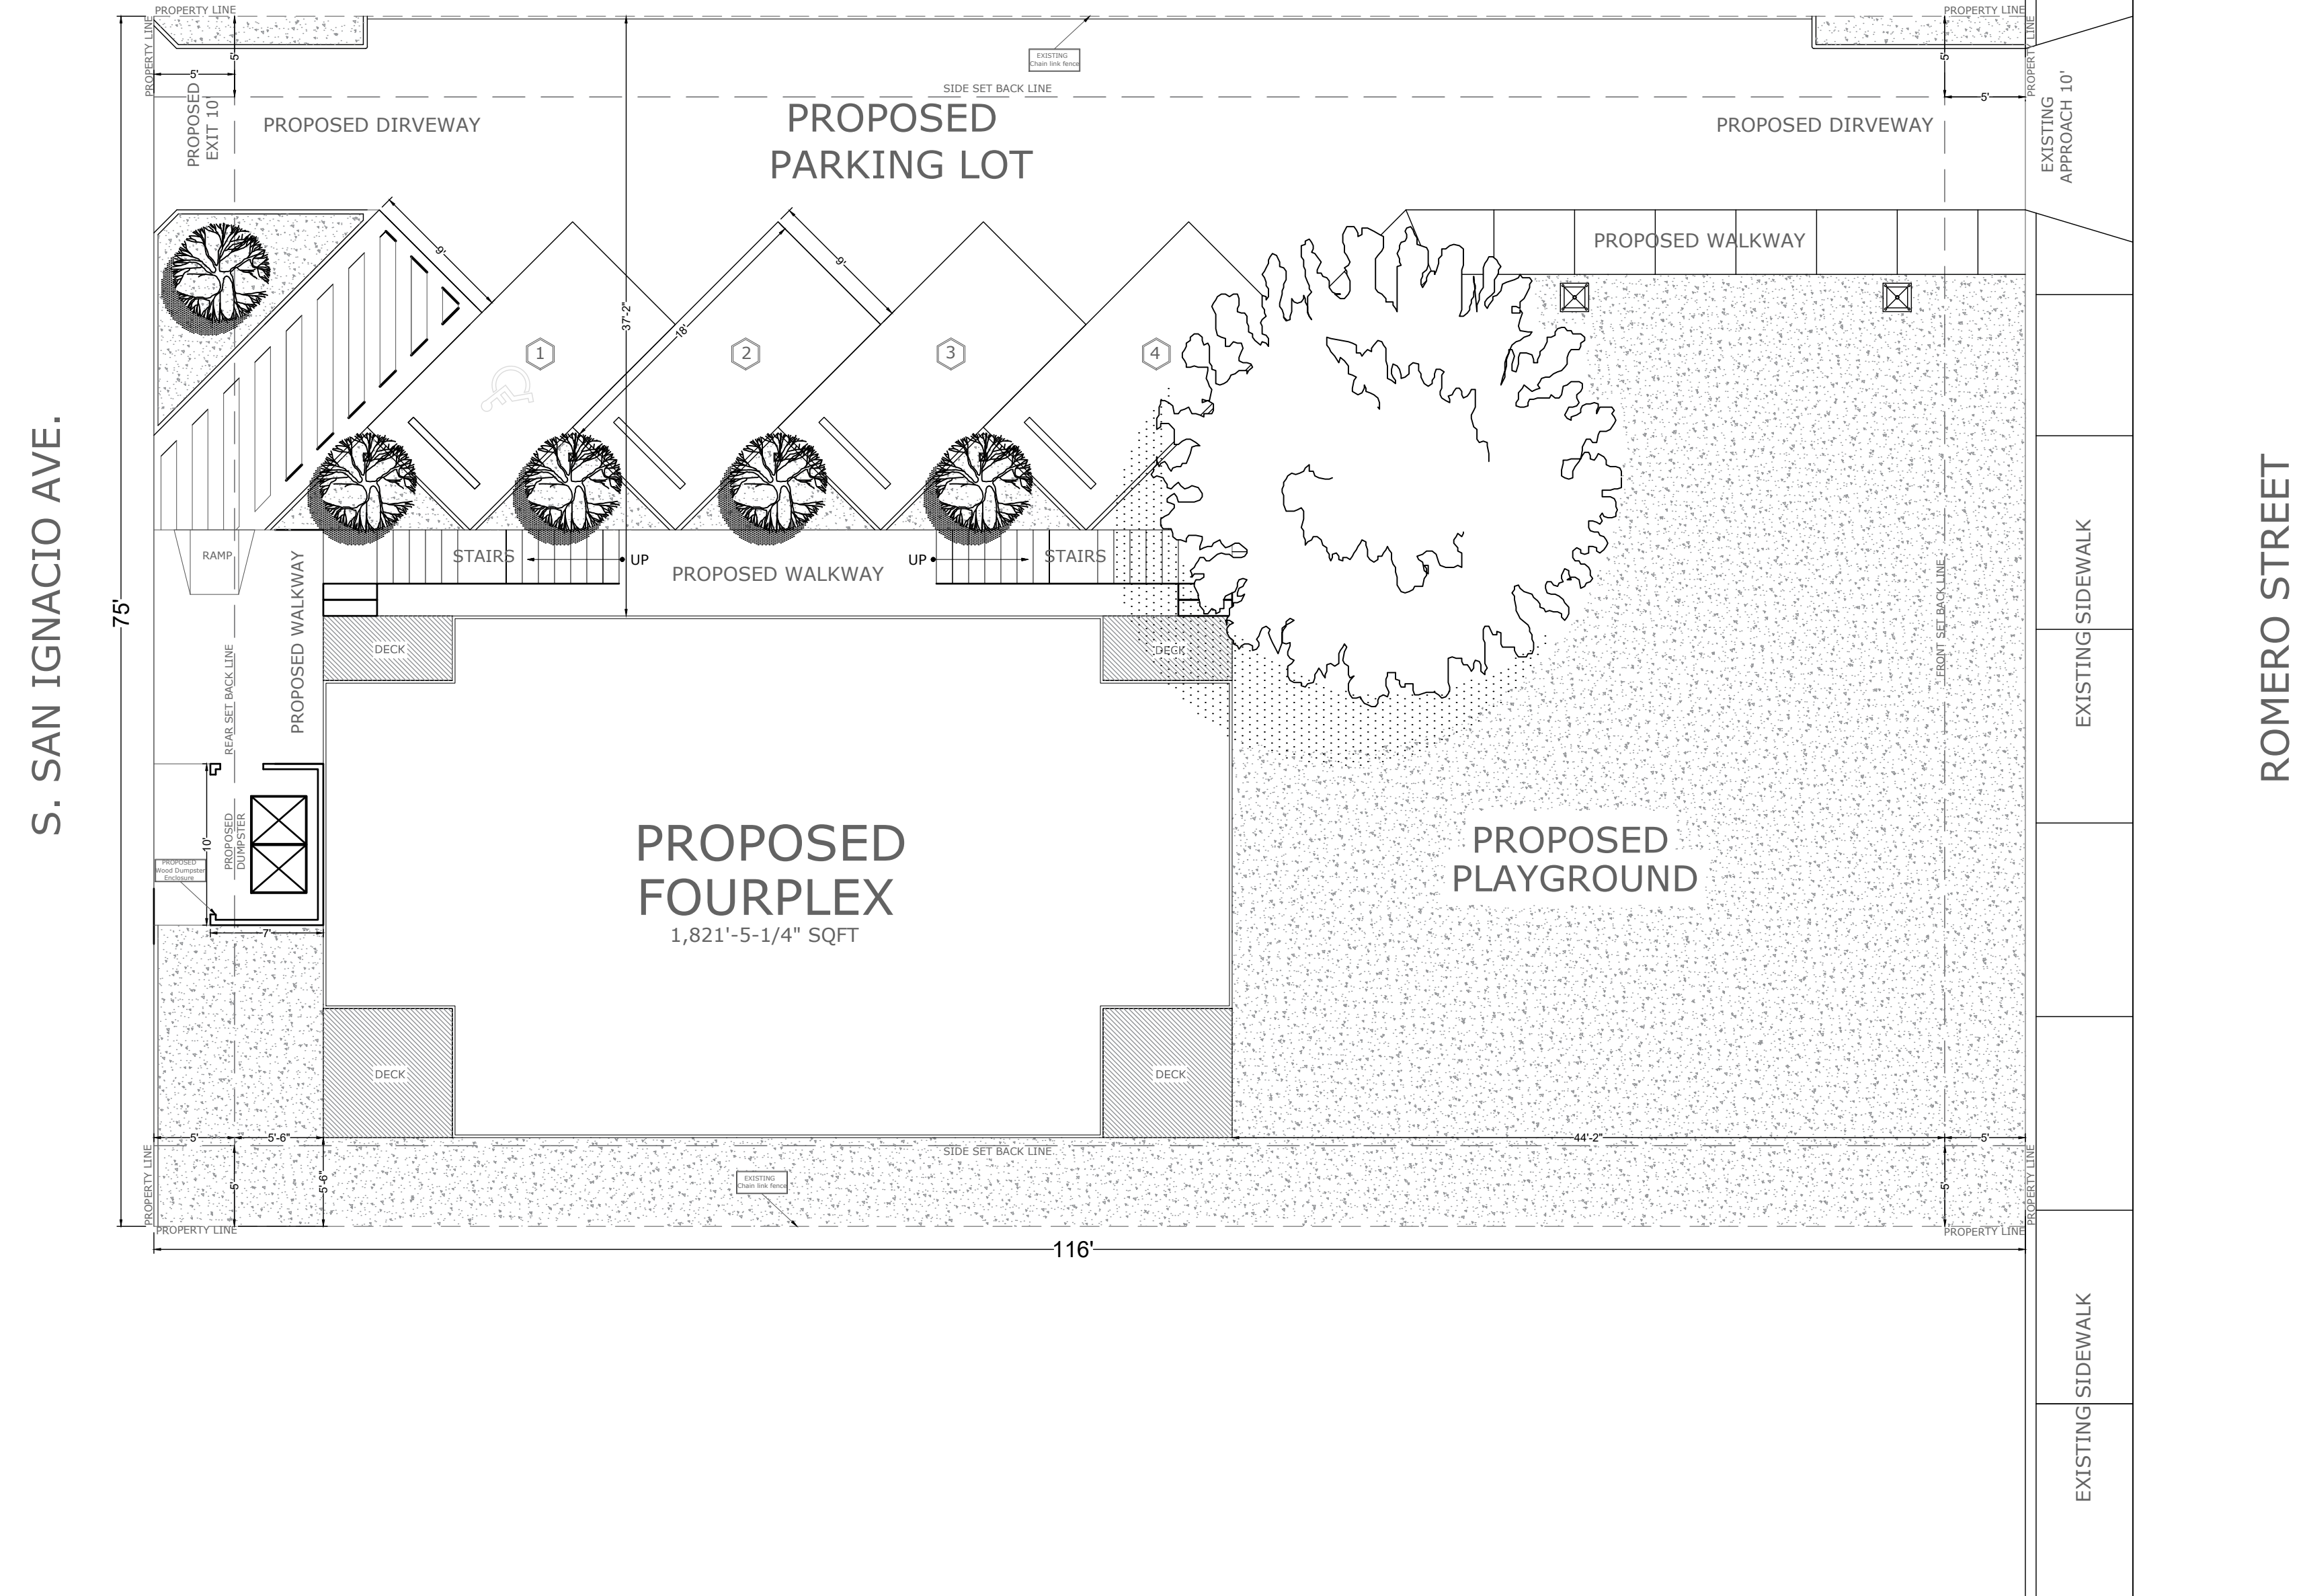 PROPERTY LINE
PROPERTY LINE
PROPERTY LINE
PROPERTY LINE
5'
5'
EXISTING
Chain link fence
5'
5'
SIDE SET BACK LINE
PROPOSED
EXIT 10'
PROPOSED DIRVEWAY
PROPOSED
PARKING LOT
PROPOSED DIRVEWAY
EXISTING
APPROACH 10'
9'
9'
PROPOSED WALKWAY
37'-2"
18'
1
2
3
4
S. SAN IGNACIO AVE.
75'
RAMP
STAIRS
UP
PROPOSED WALKWAY
UP
STAIRS
PROPOSED WALKWAY
REAR SET BACK LINE
DECK
DECK
FRONT SET BACK LINE
EXISTING SIDEWALK
ROMERO STREET
10'
PROPOSED
DUMPSTER
PROPOSED
Wood Dumpster
Enclosure
7'
PROPOSED
FOURPLEX
1,821'-5-1/4" SQFT
PROPOSED
PLAYGROUND
DECK
DECK
5'
5'-6"
44'-2"
5'
SIDE SET BACK LINE
PROPERTY LINE
5'
5'-6"
EXISTING
Chain link fence
5'
PROPERTY LINE
PROPERTY LINE
PROPERTY LINE
116'
EXISTING SIDEWALK